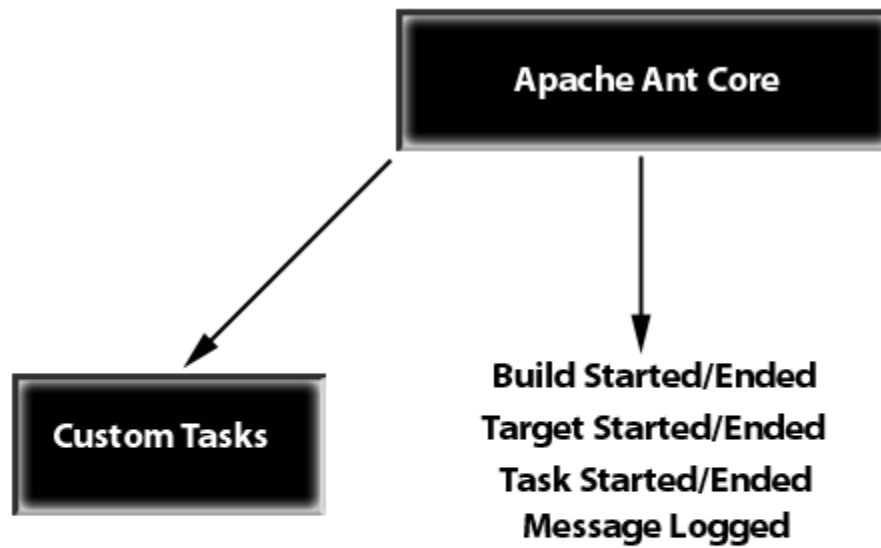 Apache Ant Core
Custom Tasks
Build Started/Ended
Target Started/Ended
Task Started/Ended
Message Logged